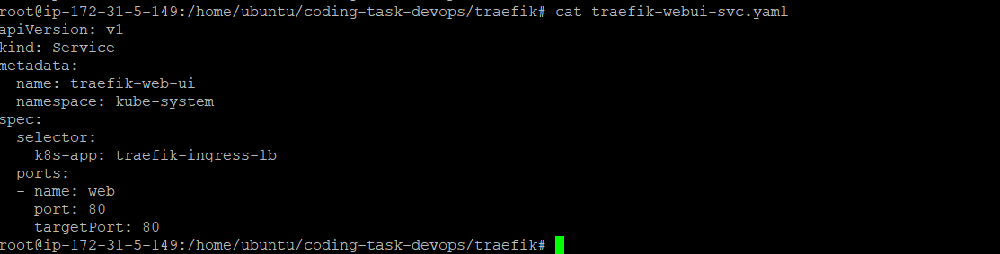 root@ip-172-31-5-149:/home/ubuntu/coding-task-devops/traefik# cat traefik-webui-svc.yaml
apiVersion: v1
kind: Service
metadata:
  name: traefik-web-ui
  namespace: kube-system
spec:
  selector:
    k8s-app: traefik-ingress-lb
  ports:
  - name: web
    port: 80
    targetPort: 80
root@ip-172-31-5-149:/home/ubuntu/coding-task-devops/traefik#